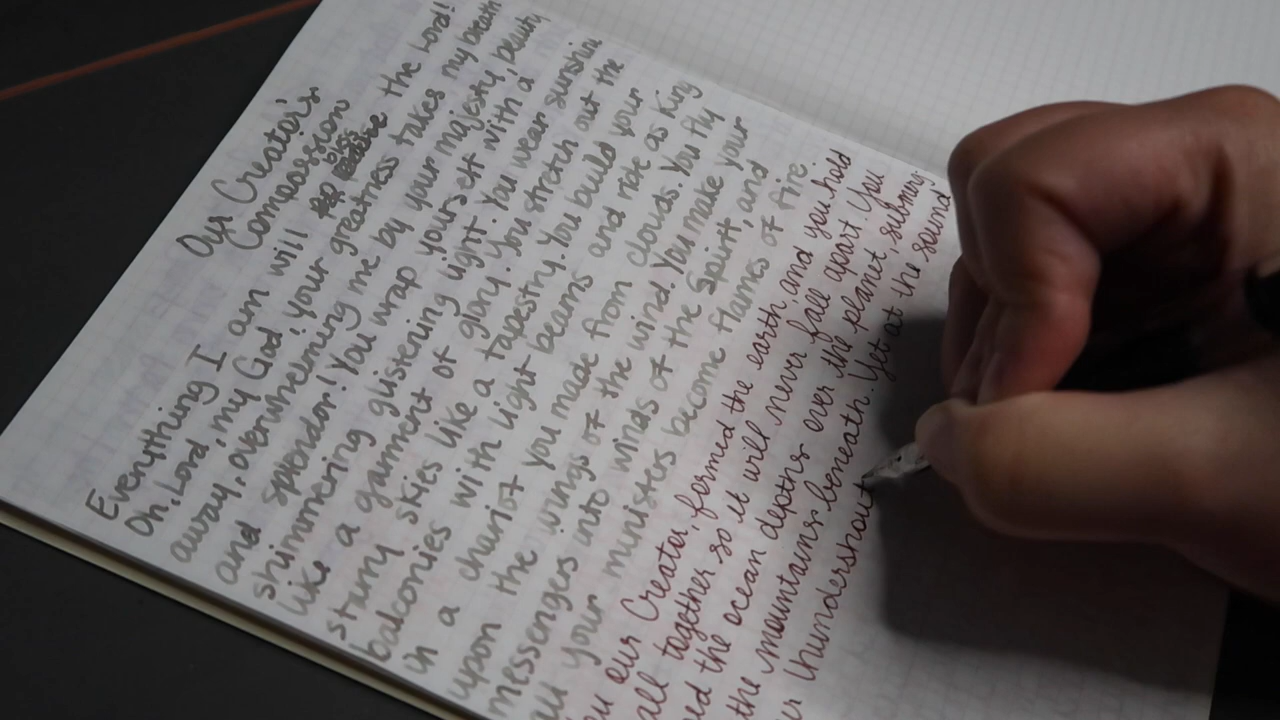 Our Creator's
Compassion
Everything I am will bless the Lord!
Oh, Lord, my God, your greatness takes my breath
away, overwhelming me by your majesty, beauty
and splendor! You wrap yourself with a
shimmering glistening light. You wear sunshine
like a garment of glory. You stretch out the
starry skies like a tapestry. You build your
balconies with light beams and ride as King
in a chariot you made from clouds. You fly
upon the wings of the wind. You make your
messengers into winds of the Spirit, and
all your ministers become flames of fire.
our Creator, formed the earth, and you hold
all together so it will never fall apart. You
the ocean depths over the planet submerg
the mountains beneath. Yet at the sound
thundershout